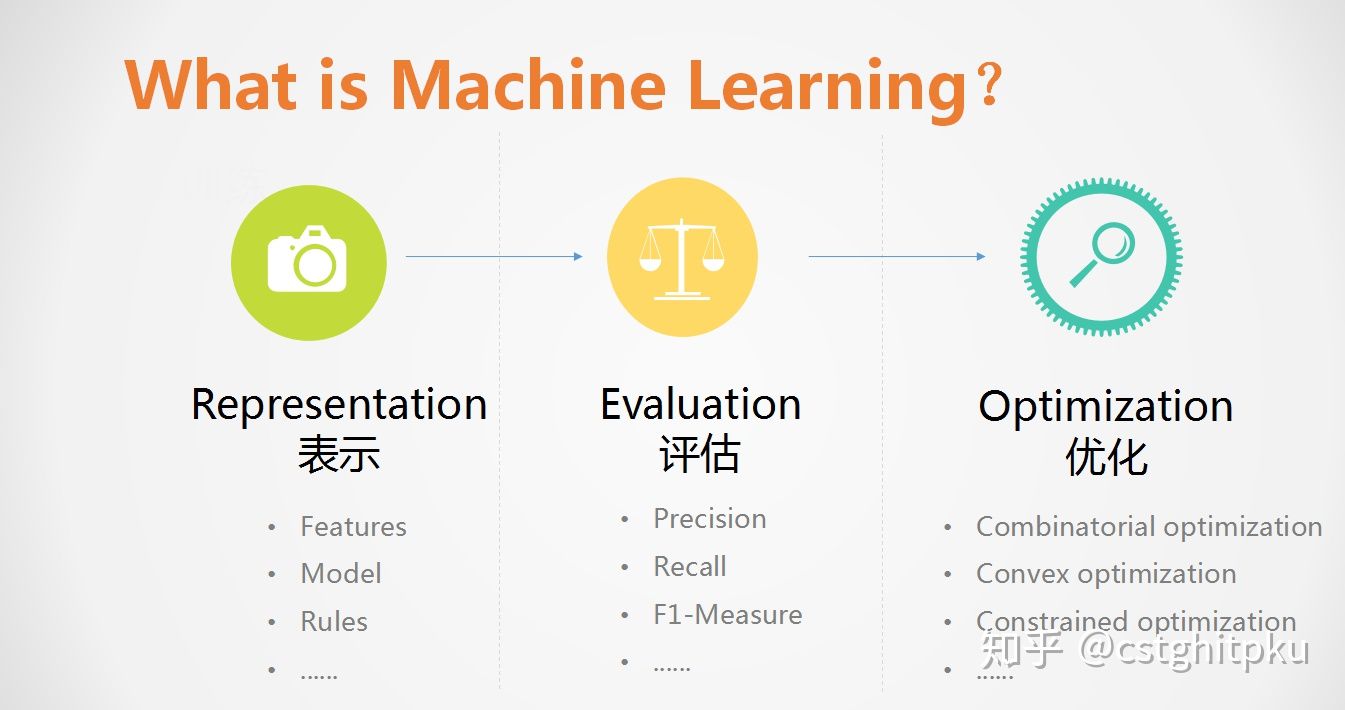 What is Machine Learning?
Representation
表示
• Features
• Model
• Rules
• ......
Evaluation
评估
• Precision
• Recall
• F1-Measure
• ......
Optimization
优化
• Combinatorial optimization
• Convex optimization
• Constrained optimization
• ......
知乎 @cstghitpku